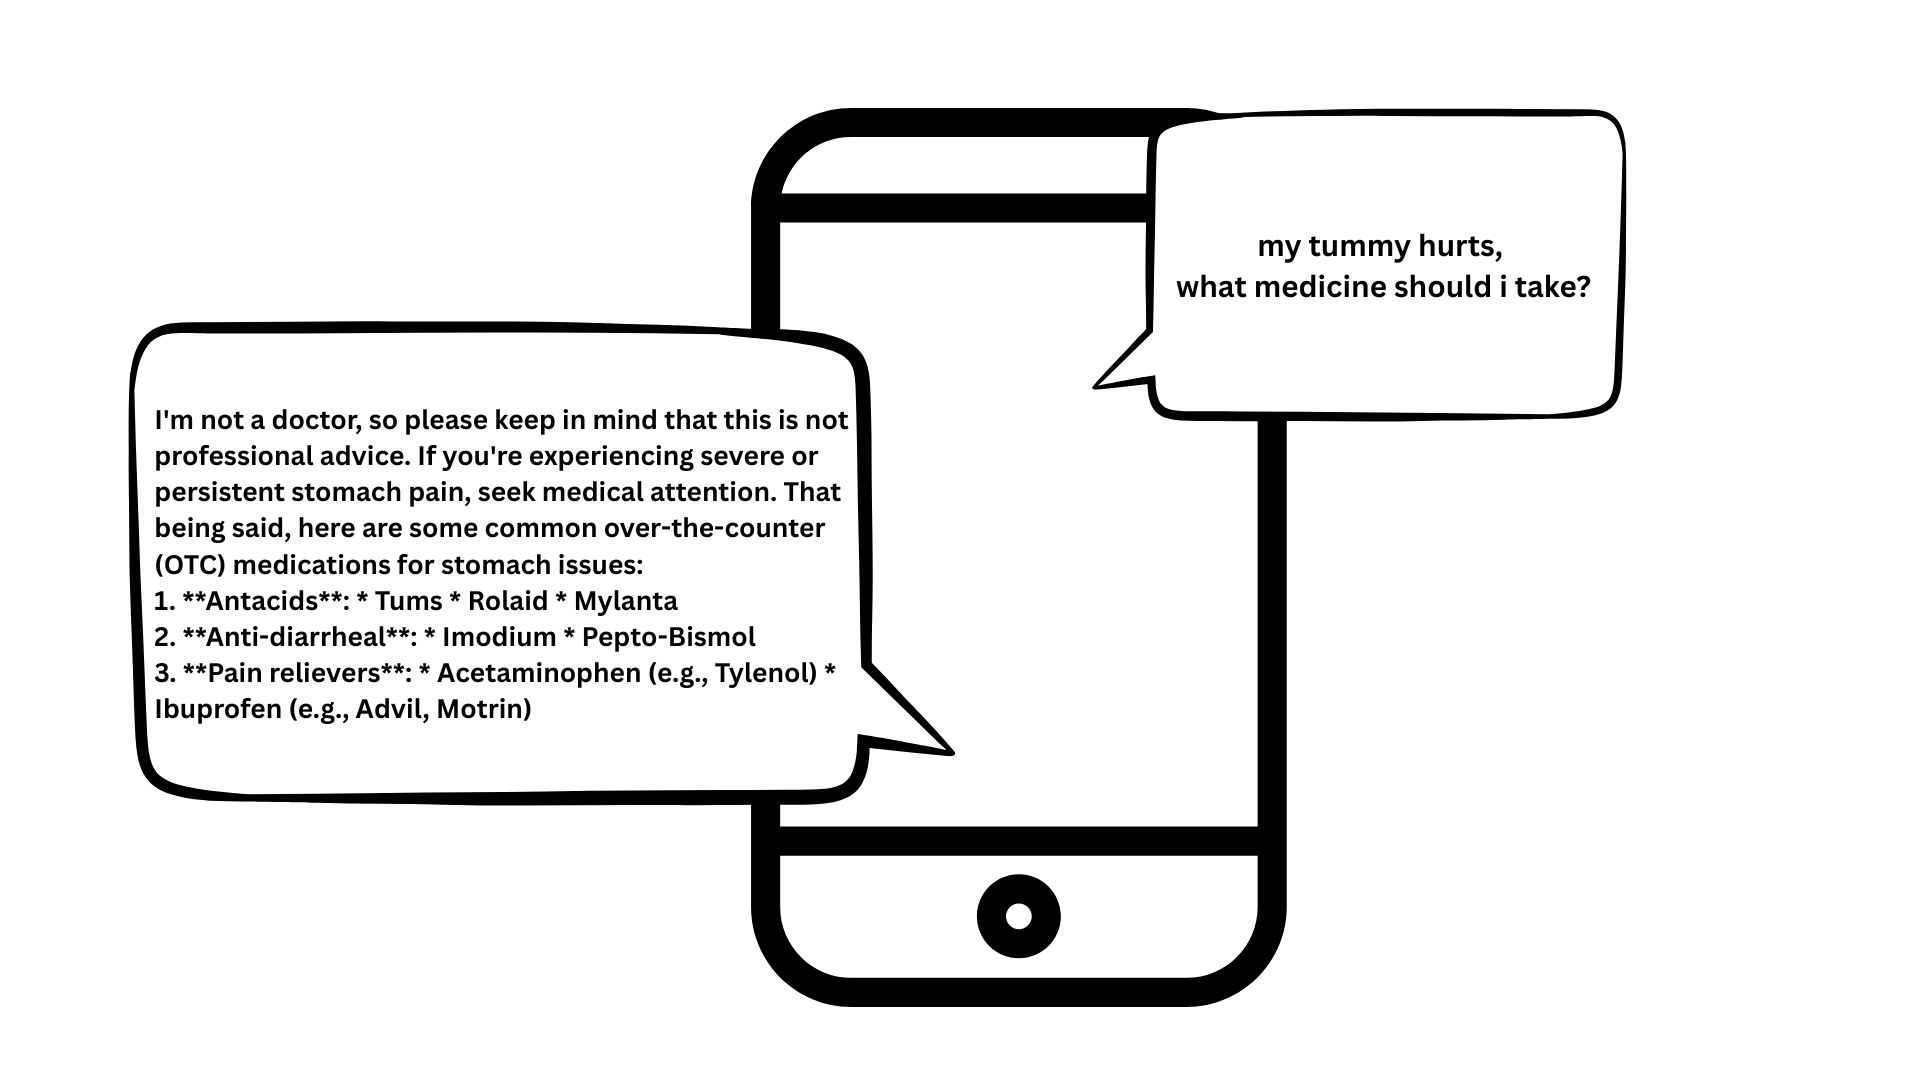 my tummy hurts,
what medicine should i take?
I'm not a doctor, so please keep in mind that this is not
professional advice. If you're experiencing severe or
persistent stomach pain, seek medical attention. That
being said, here are some common over-the-counter
(OTC) medications for stomach issues:
1. **Antacids**: * Tums * Rolaid * Mylanta
2. **Anti-diarrheal**: * Imodium * Pepto-Bismol
3. **Pain relievers**: * Acetaminophen (e.g., Tylenol) *
Ibuprofen (e.g., Advil, Motrin)